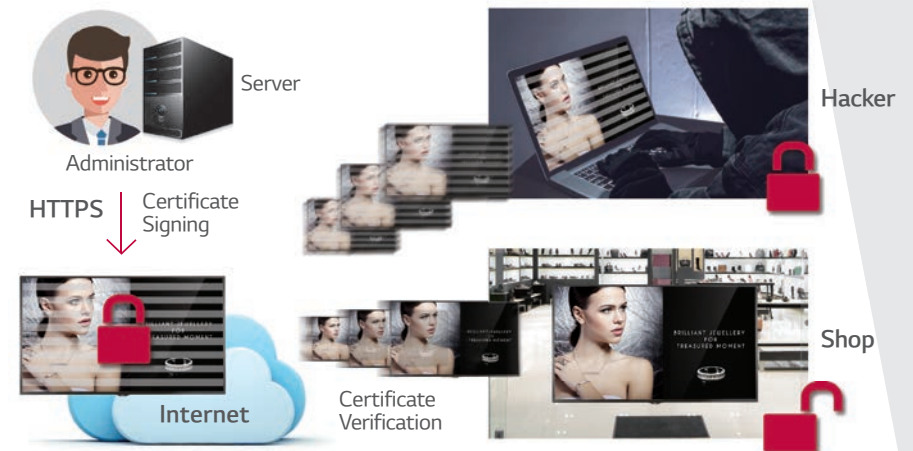 Server
Administrator
HTTPS
Certificate
Signing
Hacker
BRILLIANT JEWELLERY
FOR
TREASURED MOMENT
Internet
Certificate
Verification
BRILLIANT JEWELLERY
FOR
TREASURED MOMENT
Shop